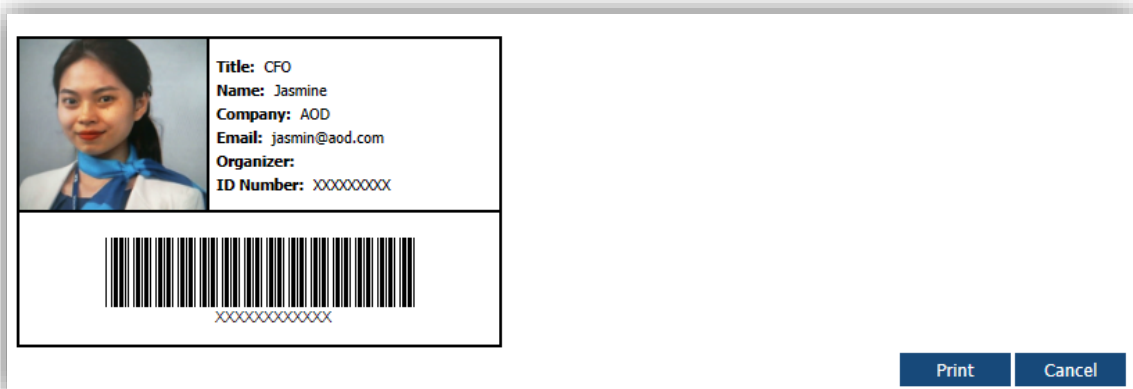 Title: CFO
Name: Jasmine
Company: AOD
Email: jasmin@aod.com
Organizer:
ID Number: XXXXXXXXX
XXXXXXXXXXXX
Print Cancel